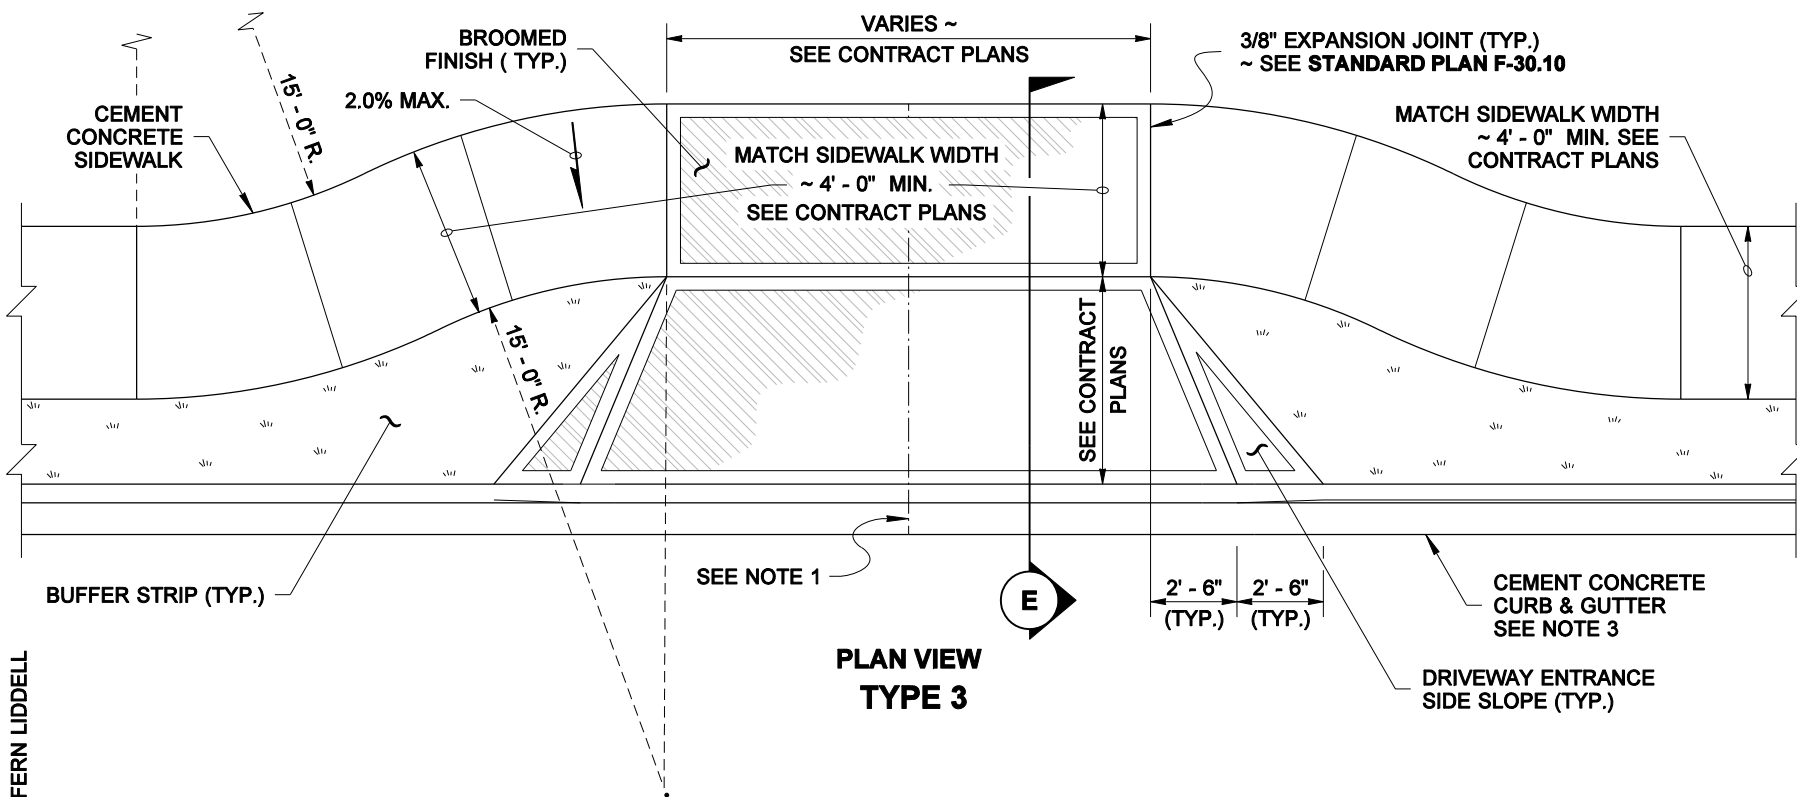 VARIES ~
SEE CONTRACT PLANS
BROOMED
FINISH ( TYP.)
3/8" EXPANSION JOINT (TYP.)
~ SEE STANDARD PLAN F-30.10
15' - 0" R.
2.0% MAX.
CEMENT
CONCRETE
SIDEWALK
MATCH SIDEWALK WIDTH
~ 4' - 0" MIN. SEE
CONTRACT PLANS
MATCH SIDEWALK WIDTH
~ 4' - 0" MIN.
SEE CONTRACT PLANS
15' - 0" R.
SEE CONTRACT
PLANS
SEE NOTE 1
BUFFER STRIP (TYP.)
E
2' - 6"
(TYP.)
2' - 6"
(TYP.)
CEMENT CONCRETE
CURB & GUTTER
SEE NOTE 3
DRIVEWAY ENTRANCE
SIDE SLOPE (TYP.)
PLAN VIEW
TYPE 3
FERN LIDDELL